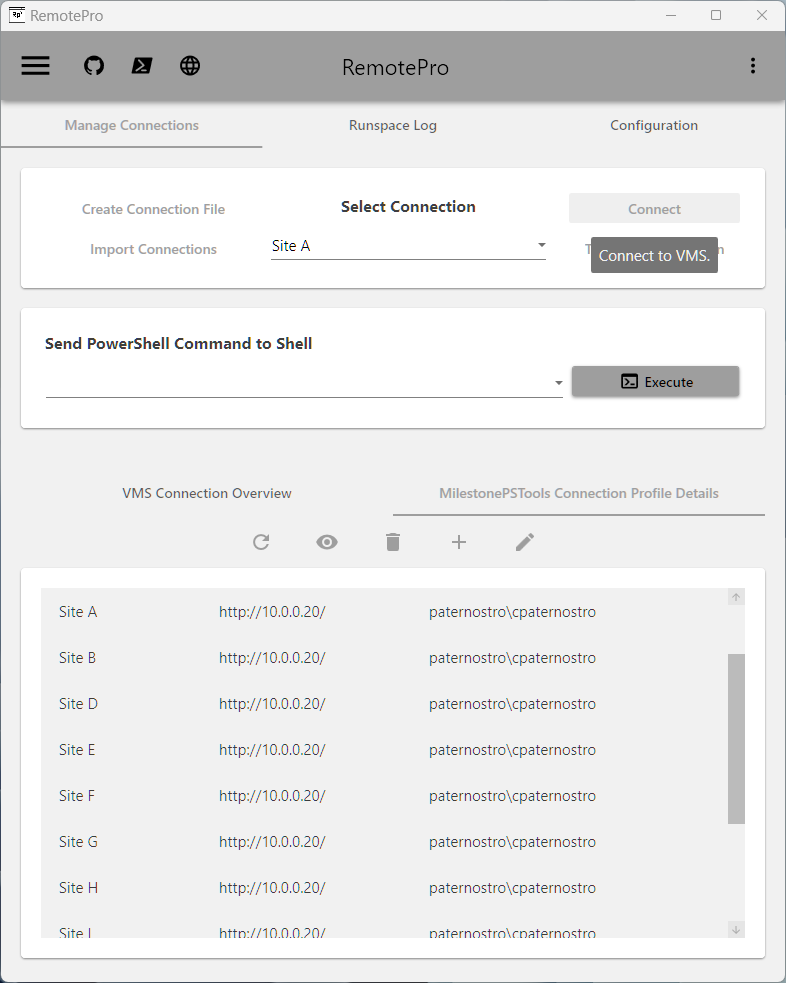 RemotePro
RemotePro
Manage Connections
Runspace Log
Configuration
Create Connection File
Select Connection
Connect
Import Connections
Site A
Connect to VMS.
Send PowerShell Command to Shell
Execute
VMS Connection Overview
MilestonePSTools Connection Profile Details
Site A http://10.0.0.20/ paternostro\cpaternostro
Site B http://10.0.0.20/ paternostro\cpaternostro
Site D http://10.0.0.20/ paternostro\cpaternostro
Site E http://10.0.0.20/ paternostro\cpaternostro
Site F http://10.0.0.20/ paternostro\cpaternostro
Site G http://10.0.0.20/ paternostro\cpaternostro
Site H http://10.0.0.20/ paternostro\cpaternostro
Site I http://10.0.0.20/ paternostro\cpaternostro